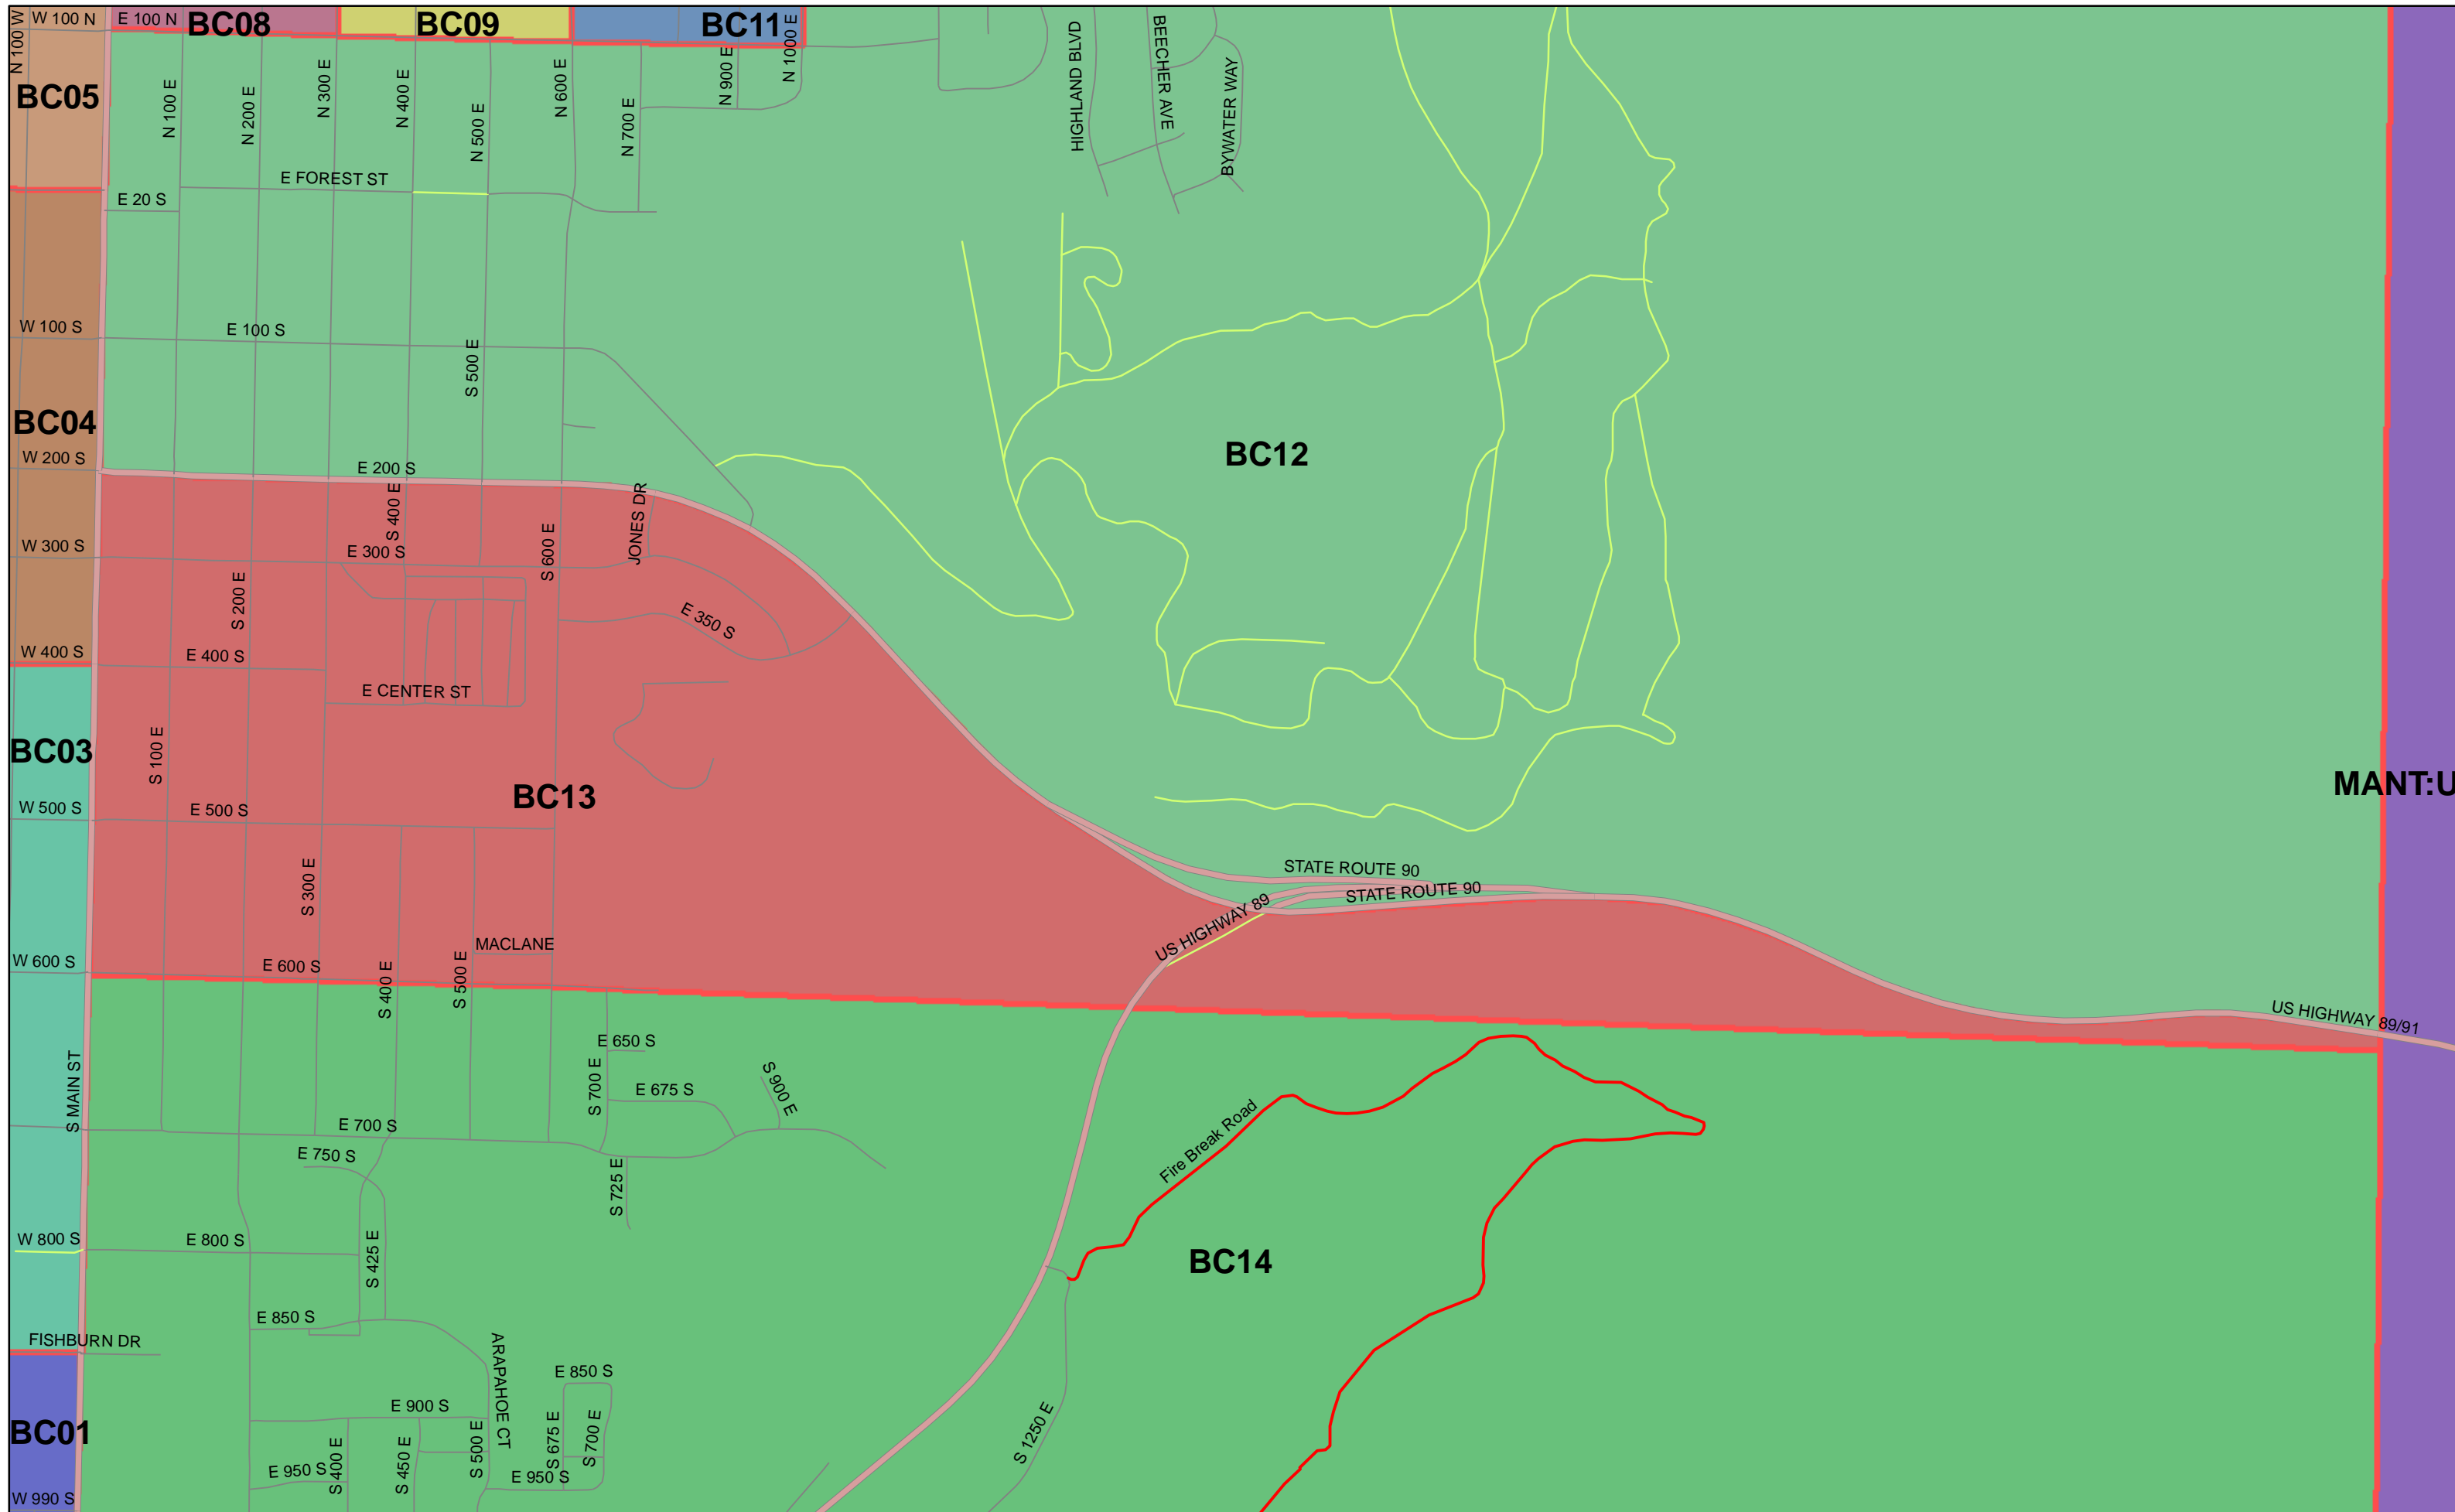 N 100 W
W 100 N
E 100 N
BC08
BC09
BC11
N 1000 E
BC05
N 100 E
N 200 E
N 300 E
N 400 E
N 500 E
N 600 E
N 700 E
N 900 E
HIGHLAND BLVD
BEECHER AVE
BYWATER WAY
E FOREST ST
E 20 S
W 100 S
E 100 S
S 500 E
BC04
BC12
W 200 S
E 200 S
S 400 E
JONES DR
W 300 S
E 300 S
S 600 E
S 200 E
E 350 S
W 400 S
E 400 S
E CENTER ST
BC03
S 100 E
BC13
MANT:U
W 500 S
E 500 S
S 300 E
STATE ROUTE 90
STATE ROUTE 90
US HIGHWAY 89
MACLANE
W 600 S
E 600 S
S 400 E
S 500 E
US HIGHWAY 89/91
E 650 S
S MAIN ST
S 700 E
E 675 S
S 900 E
E 700 S
Fire Break Road
E 750 S
S 725 E
W 800 S
E 800 S
S 425 E
BC14
E 850 S
FISHBURN DR
ARAPAHOE CT
E 850 S
E 900 S
BC01
S 400 E
S 450 E
S 500 E
S 675 E
S 700 E
S 1250 E
E 950 S
E 950 S
W 990 S